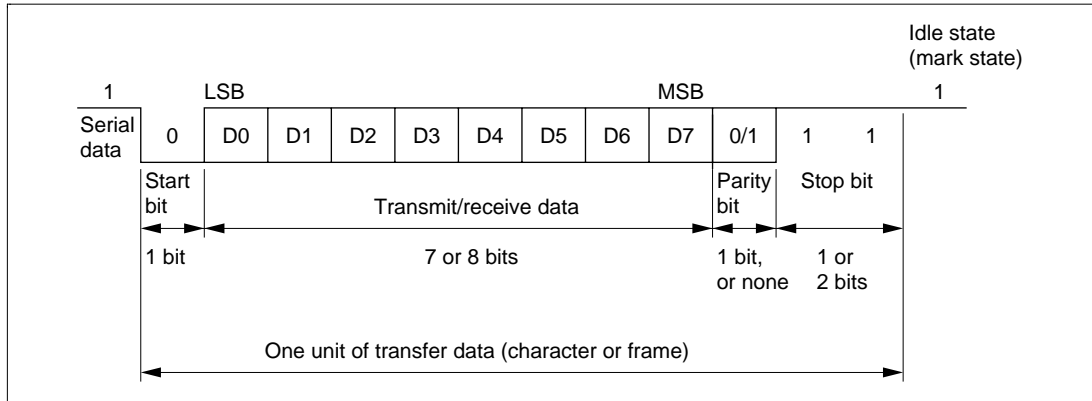 Idle state
(mark state)
1 LSB MSB 1
Serial
data
0 D0 D1 D2 D3 D4 D5 D6 D7 0/1 1 1
Start
bit
Transmit/receive data
Parity
bit
Stop bit
1 bit
7 or 8 bits
1 bit,
or none
1 or
2 bits
One unit of transfer data (character or frame)